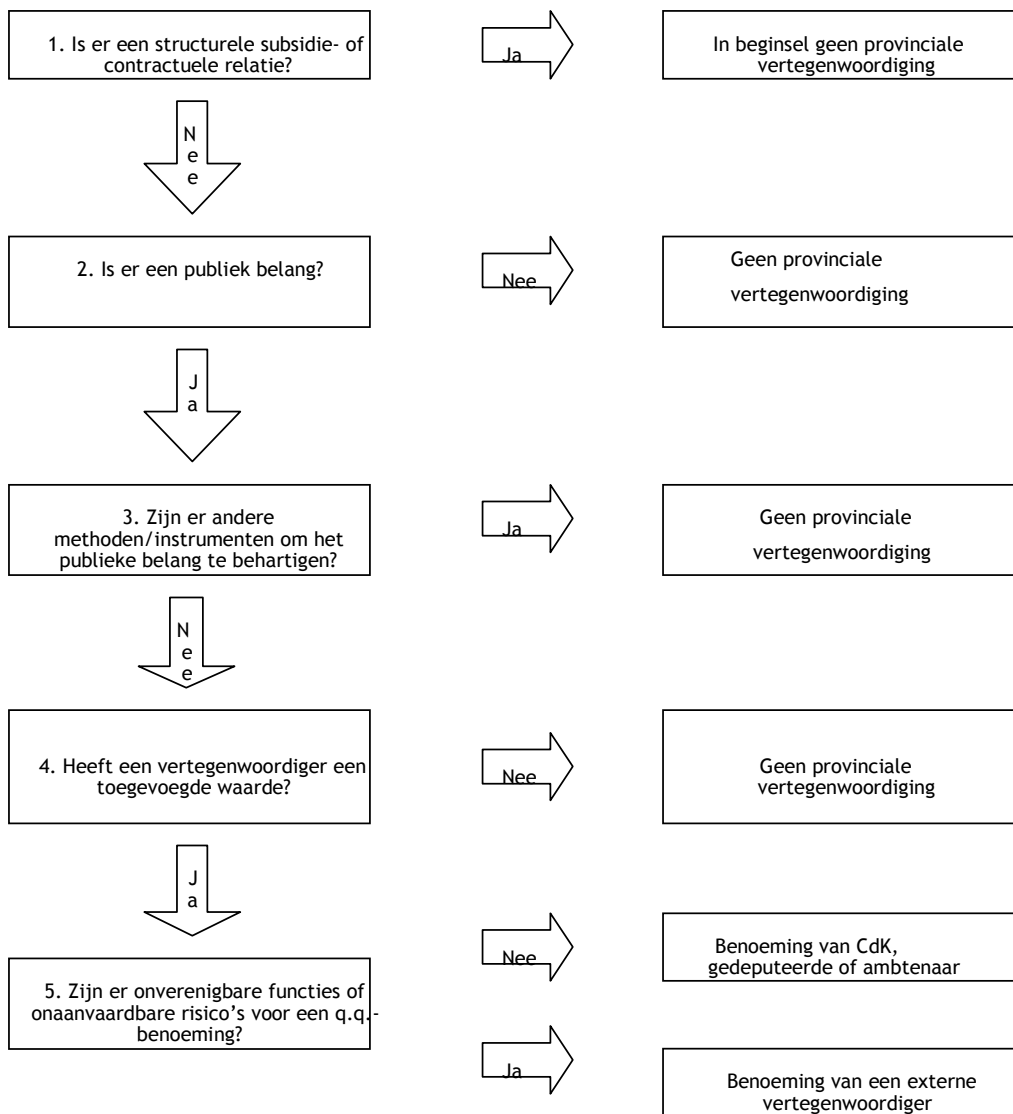 1. Is er een structurele subsidie- of
contractuele relatie?
Ja
In beginsel geen provinciale
vertegenwoordiging
N
e
e
2. Is er een publiek belang?
Nee
Geen provinciale
vertegenwoordiging
J
a
3. Zijn er andere
methoden/instrumenten om het
publieke belang te behartigen?
Ja
Geen provinciale
vertegenwoordiging
N
e
e
4. Heeft een vertegenwoordiger een
toegevoegde waarde?
Nee
Geen provinciale
vertegenwoordiging
J
a
5. Zijn er onverenigbare functies of
onaanvaardbare risico's voor een q.q.-
benoeming?
Nee
Benoeming van CdK,
gedeputeerde of ambtenaar
Ja
Benoeming van een externe
vertegenwoordiger